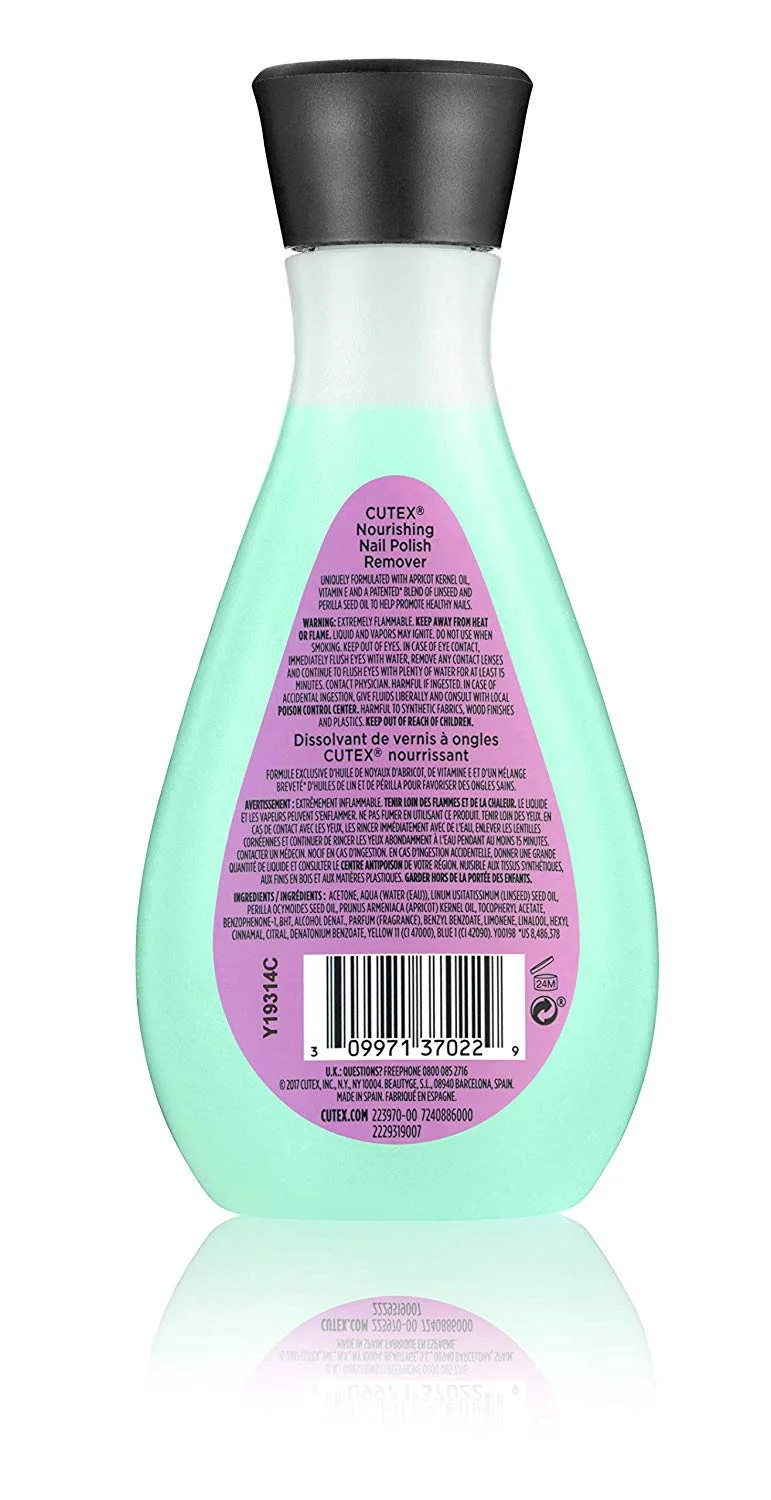 CUTEX®
Nourishing
Nail Polish
Remover
UNIQUELY FORMULATED WITH APRICOT KERNEL OIL,
VITAMIN E AND A PATENTED* BLEND OF LINSEED AND
PERILLA SEED OIL TO HELP PROMOTE HEALTHY NAILS.
WARNING: EXTREMELY FLAMMABLE. KEEP AWAY FROM HEAT
OR FLAME. LIQUID AND VAPORS MAY IGNITE. DO NOT USE WHEN
SMOKING. KEEP OUT OF EYES. IN CASE OF EYE CONTACT,
IMMEDIATELY FLUSH EYES WITH WATER, REMOVE ANY CONTACT LENSES
AND CONTINUE TO FLUSH EYES WITH PLENTY OF WATER FOR AT LEAST 15
MINUTES. CONTACT PHYSICIAN. HARMFUL IF INGESTED. IN CASE OF
ACCIDENTAL INGESTION, GIVE FLUIDS LIBERALLY AND CONSULT WITH LOCAL
POISON CONTROL CENTER. HARMFUL TO SYNTHETIC FABRICS, WOOD FINISHES
AND PLASTICS. KEEP OUT OF REACH OF CHILDREN.
Dissolvant de vernis à ongles
CUTEX® nourrissant
FORMULE EXCLUSIVE D'HUILE DE NOYAUX D'ABRICOT, DE VITAMINE E ET D'UN MÉLANGE
BREVETÉ* D'HUILES DE LIN ET DE PÉRILLA POUR FAVORISER DES ONGLES SAINS.
AVERTISSEMENT : EXTRÊMEMENT INFLAMMABLE. TENIR LOIN DES FLAMMES ET DE LA CHALEUR. LE LIQUIDE
ET LES VAPEURS PEUVENT S'ENFLAMMER. NE PAS FUMER EN UTILISANT CE PRODUIT. TENIR LOIN DES YEUX. EN
CAS DE CONTACT AVEC LES YEUX, LES RINCER IMMÉDIATEMENT AVEC DE L'EAU, ENLEVER LES LENTILLES
CORNÉENNES ET CONTINUER DE RINCER LES YEUX ABONDAMMENT À L'EAU PENDANT AU MOINS 15 MINUTES.
CONTACTER UN MÉDECIN. NOCIF EN CAS D'INGESTION. EN CAS D'INGESTION ACCIDENTELLE, DONNER UNE GRANDE
QUANTITÉ DE LIQUIDE ET CONSULTER LE CENTRE ANTIPOISON DE VOTRE RÉGION. NUISIBLE AUX TISSUS SYNTHÉTIQUES,
AUX FINIS EN BOIS ET AUX MATIÈRES PLASTIQUES. GARDER HORS DE LA PORTÉE DES ENFANTS.
INGREDIENTS / INGRÉDIENTS : ACETONE, AQUA (WATER (EAU)), LINUM USITATISSIMUM (LINSEED) SEED OIL,
PERILLA OCYMOIDES SEED OIL, PRUNUS ARMENIACA (APRICOT) KERNEL OIL, TOCOPHERYL ACETATE,
BENZOPHENONE-1, BHT, ALCOHOL DENAT., PARFUM (FRAGRANCE), BENZYL BENZOATE, LIMONENE, LINALOOL, HEXYL
CINNAMAL, CITRAL, DENATONIUM BENZOATE, YELLOW 11 (CI 47000), BLUE 1 (CI 42090). Y00198 *US 8,486,378
Y19314C
24M
®
3 09971 37022 9
U.K.: QUESTIONS? FREEPHONE 0800 085 2716
© 2017 CUTEX, INC., N.Y., NY 10004. BEAUTYGE, S.L., 08940 BARCELONA, SPAIN.
MADE IN SPAIN. FABRIQUÉ EN ESPAGNE.
CUTEX.COM 223970-00 7240886000
2229319007